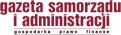 gazeta samorządu
i administracji
gospodarka prawo finanse